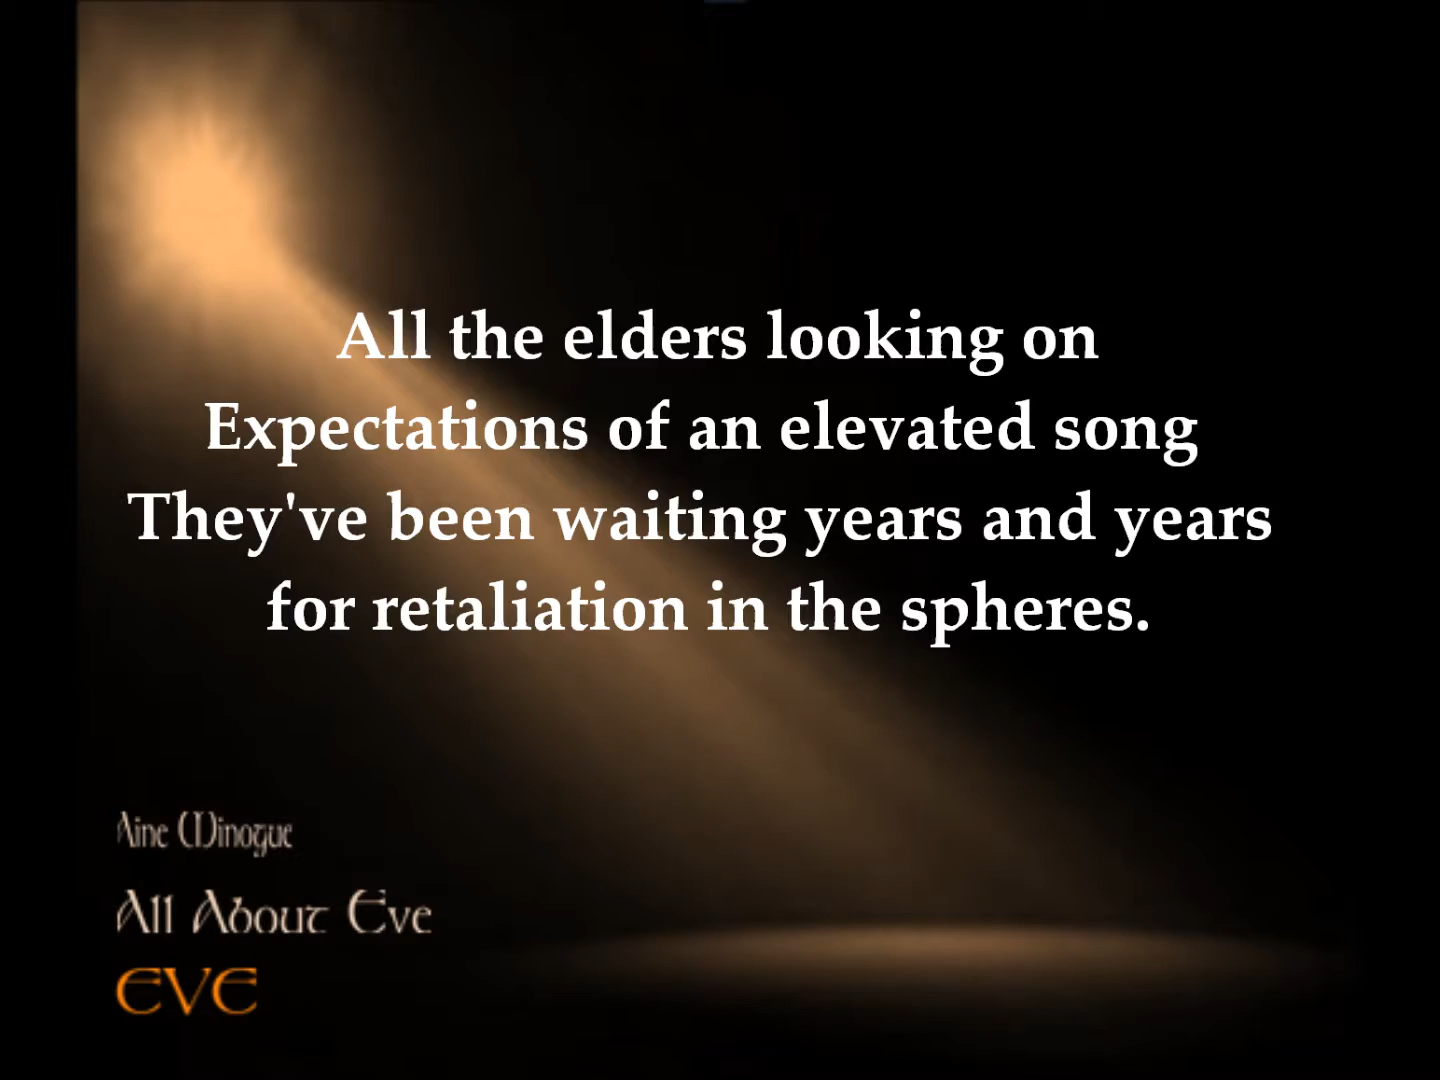 All the elders looking on
Expectations of an elevated song
They've been waiting years and years
for retaliation in the spheres.
Aine Minogue
All About Eve
EVE